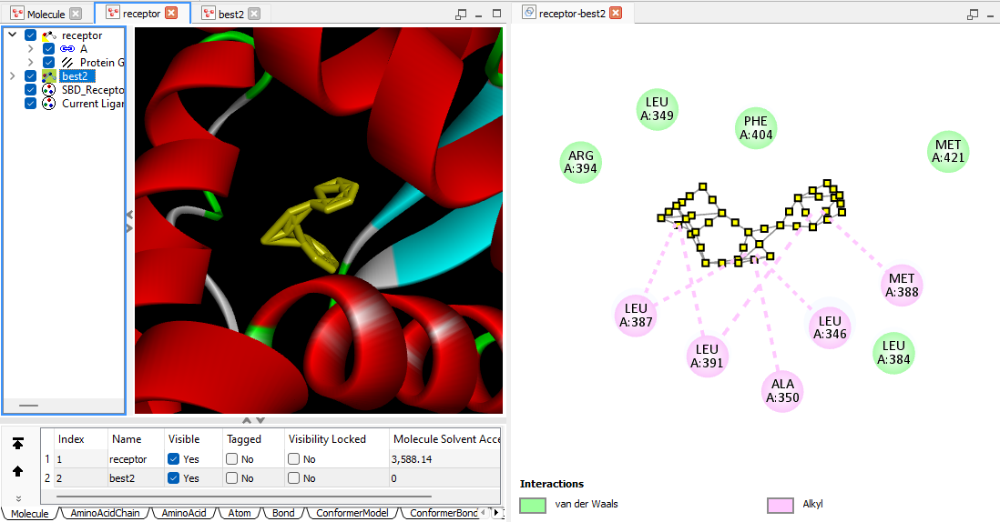 Molecule
receptor
best2
receptor-best2
receptor
A
Protein G
best2
SBD_Recepto
Current Ligar
LEU
A:349
PHE
A:404
MET
A:421
ARG
A:394
MET
A:388
LEU
A:387
LEU
A:346
LEU
A:391
LEU
A:384
ALA
A:350
Index Name Visible Tagged Visibility Locked Molecule Solvent Acce
1 1 receptor Yes No No 3,588.14
2 2 best2 Yes No No 0
Molecule AminoAcidChain AminoAcid Atom Bond ConformerModel ConformerBond
Interactions
van der Waals
Alkyl